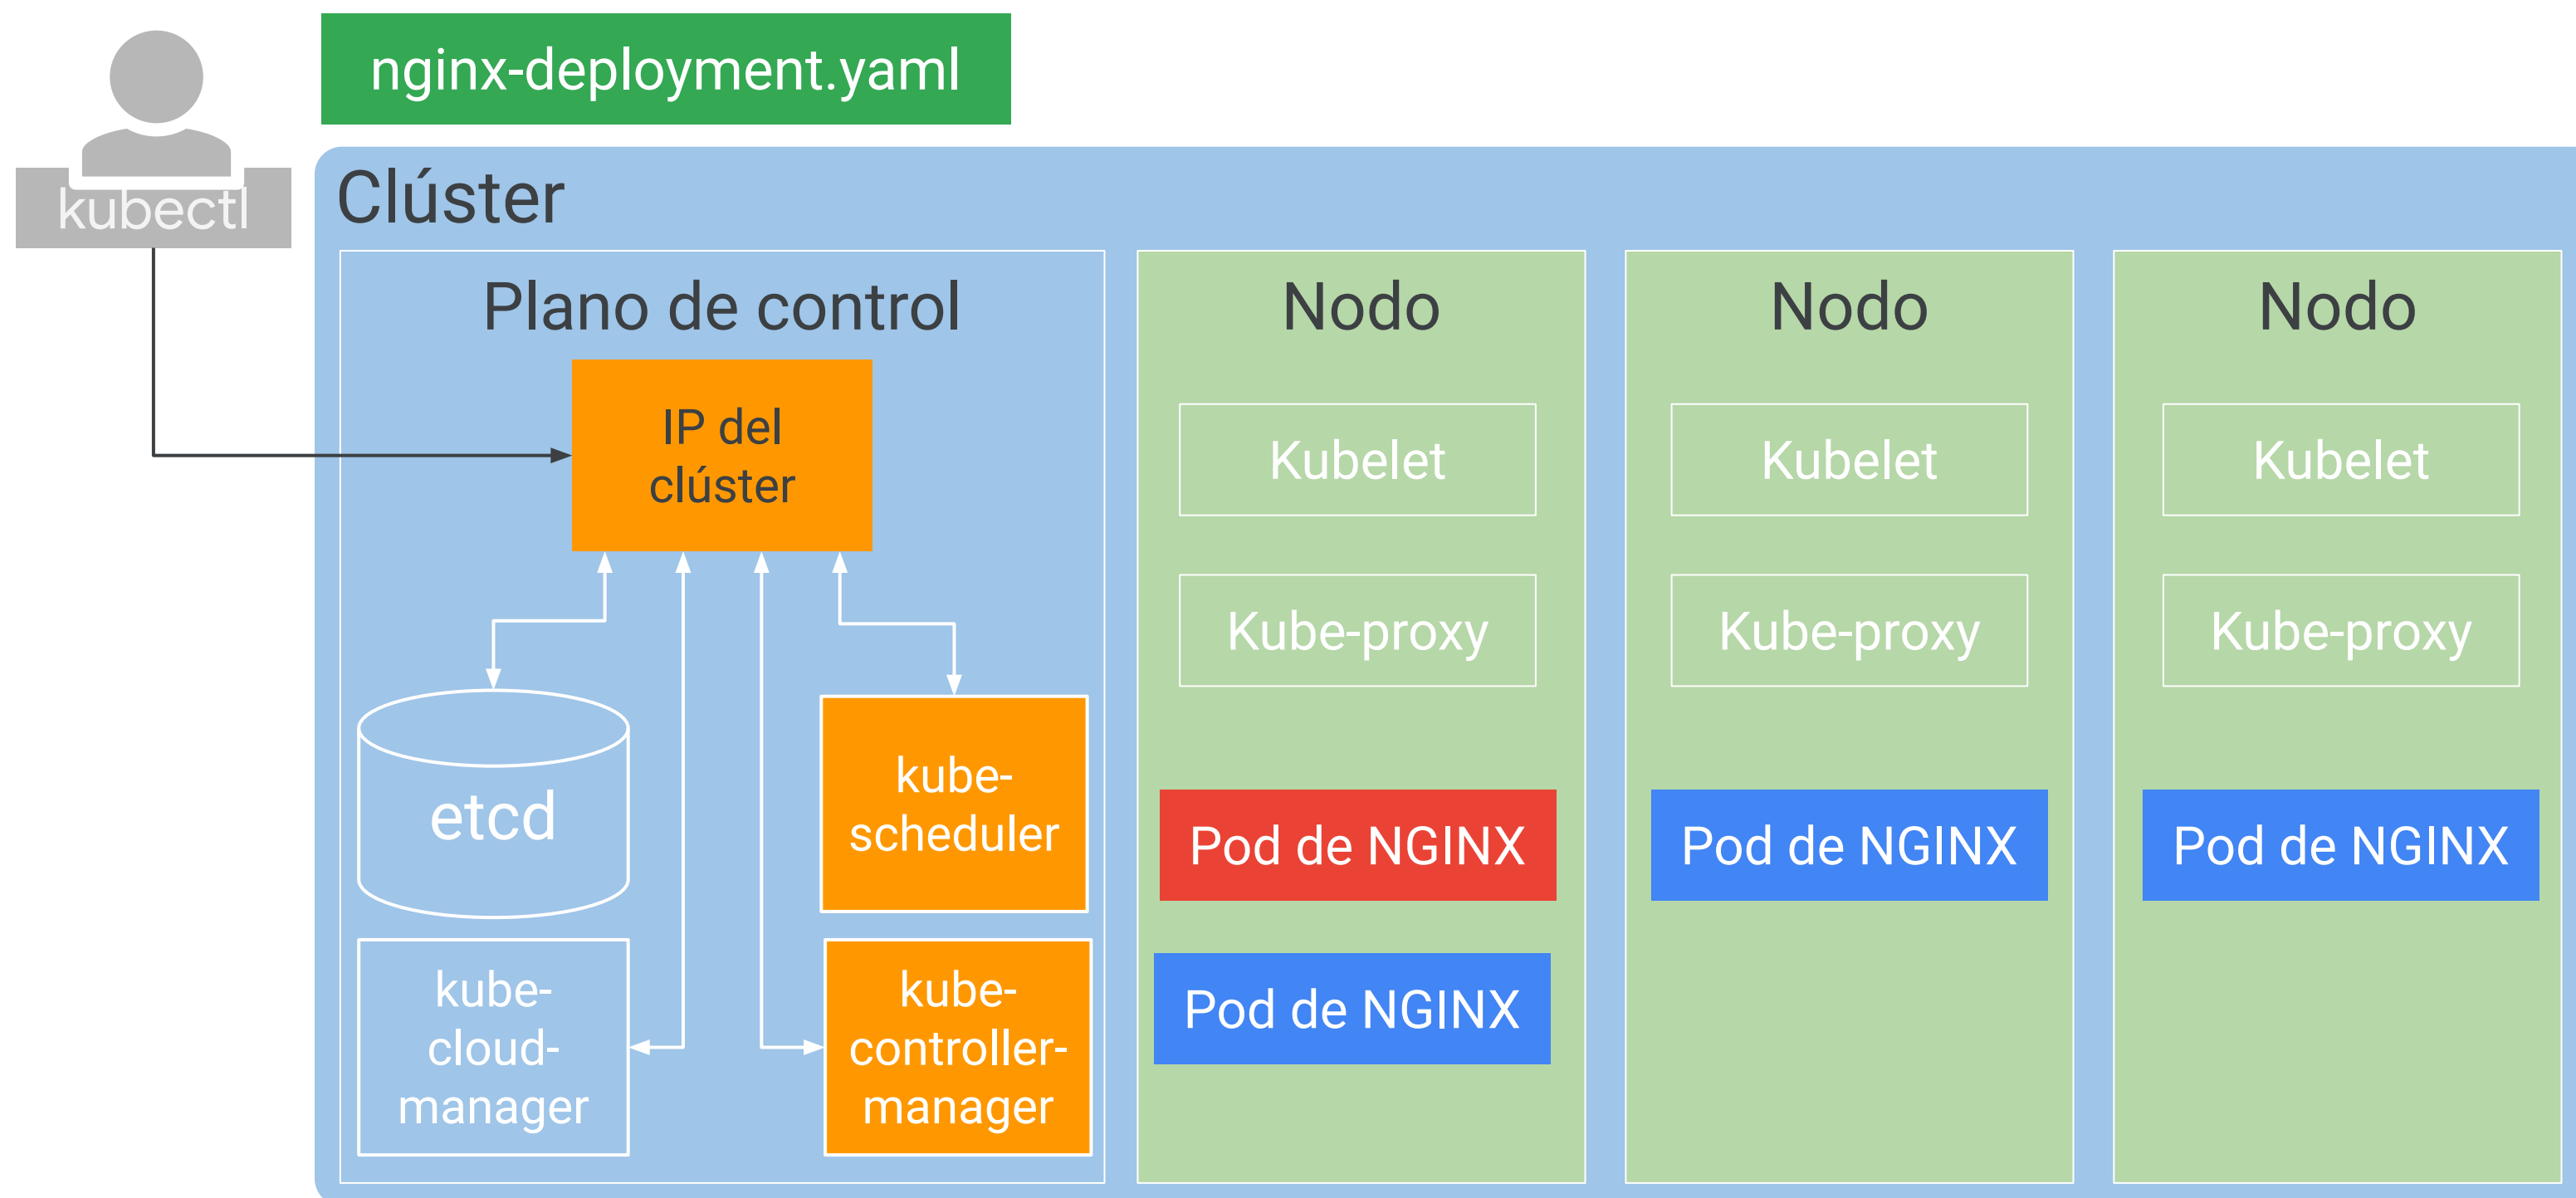 nginx-deployment.yaml
kubectl
Clúster
Plano de control
IP del
clúster
etcd
kube-
scheduler
kube-
cloud-
manager
kube-
controller-
manager
Nodo
Kubelet
Kube-proxy
Pod de NGINX
Pod de NGINX
Nodo
Kubelet
Kube-proxy
Pod de NGINX
Nodo
Kubelet
Kube-proxy
Pod de NGINX